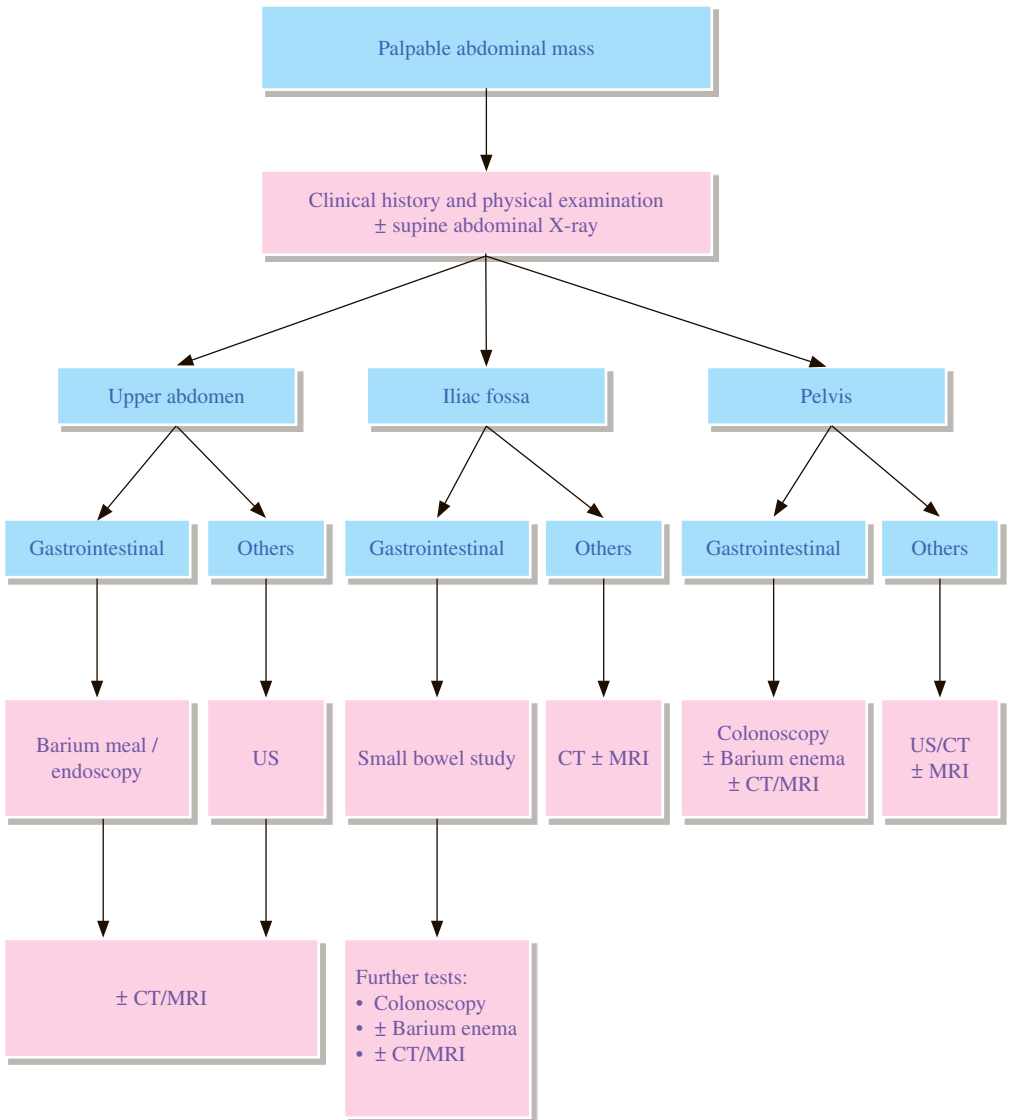 Palpable abdominal mass
Clinical history and physical examination
± supine abdominal X-ray
Upper abdomen
Iliac fossa
Pelvis
Gastrointestinal
Others
Gastrointestinal
Others
Gastrointestinal
Others
Barium meal /
endoscopy
US
Small bowel study
CT ± MRI
Colonoscopy
± Barium enema
± CT/MRI
US/CT
± MRI
± CT/MRI
Further tests:
• Colonoscopy
• ± Barium enema
• ± CT/MRI